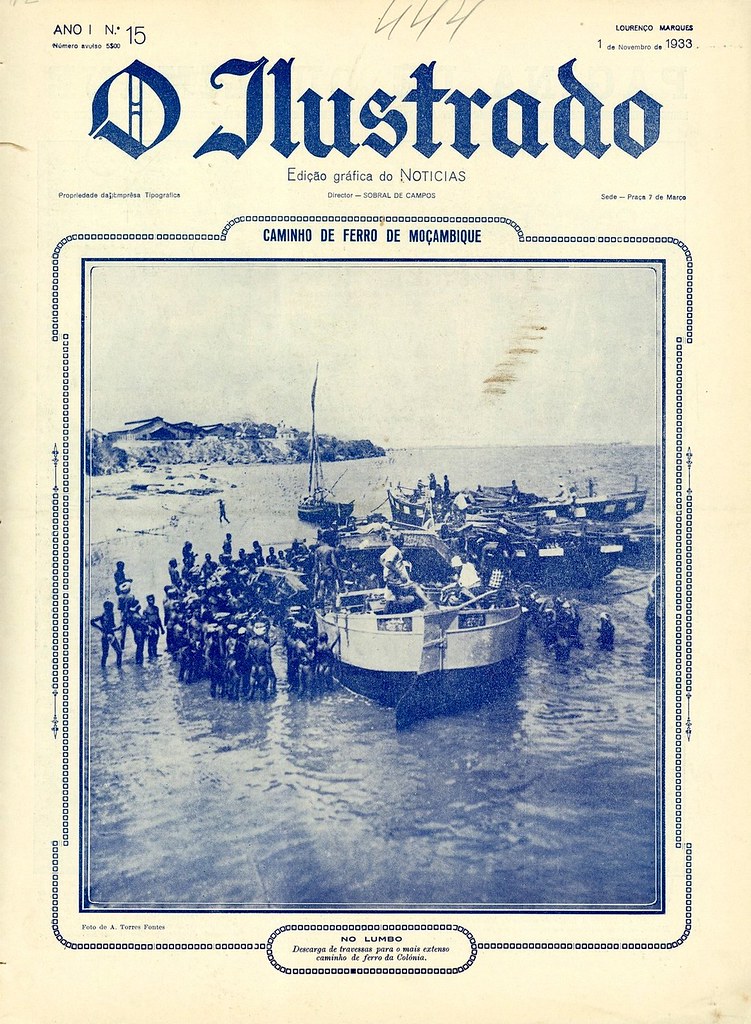 444
ANO I N.º 15
LOURENÇO MARQUES
Número avulso 5$00
1 de Novembro de 1933
O Ilustrado
Edição gráfica do NOTICIAS
Propriedade da Emprêsa Tipografica
Director — SOBRAL DE CAMPOS
Sede — Praça 7 de Março
CAMINHO DE FERRO DE MOÇAMBIQUE
Foto de A. Torres Fontes
NO LUMBO
Descarga de travessas para o mais extenso
caminho de ferro da Colónia.